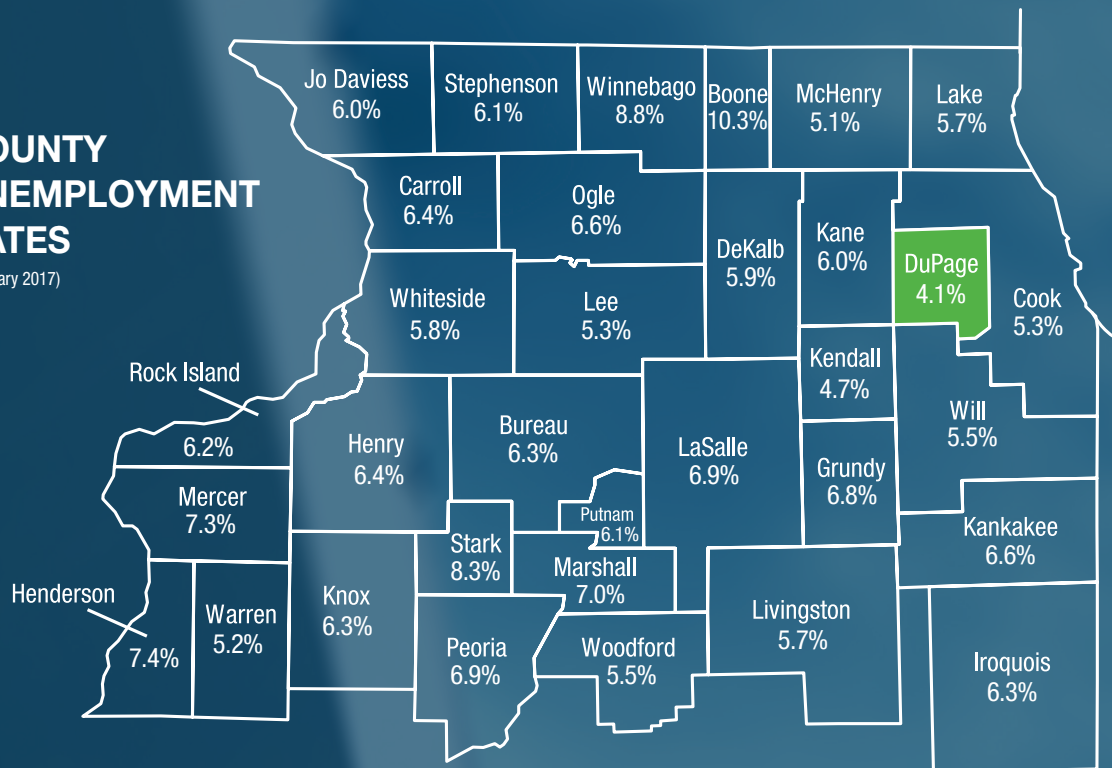 OUNTY
NEMPLOYMENT
ATES
ary 2017)
Jo Daviess
6.0%
Stephenson
6.1%
Winnebago
8.8%
Boone
10.3%
McHenry
5.1%
Lake
5.7%
Carroll
6.4%
Ogle
6.6%
DeKalb
5.9%
Kane
6.0%
DuPage
4.1%
Cook
5.3%
Whiteside
5.8%
Lee
5.3%
Kendall
4.7%
Rock Island
6.2%
Henry
6.4%
Bureau
6.3%
LaSalle
6.9%
Will
5.5%
Grundy
6.8%
Mercer
7.3%
Putnam
6.1%
Kankakee
6.6%
Stark
8.3%
Marshall
7.0%
Henderson
7.4%
Warren
5.2%
Knox
6.3%
Peoria
6.9%
Woodford
5.5%
Livingston
5.7%
Iroquois
6.3%